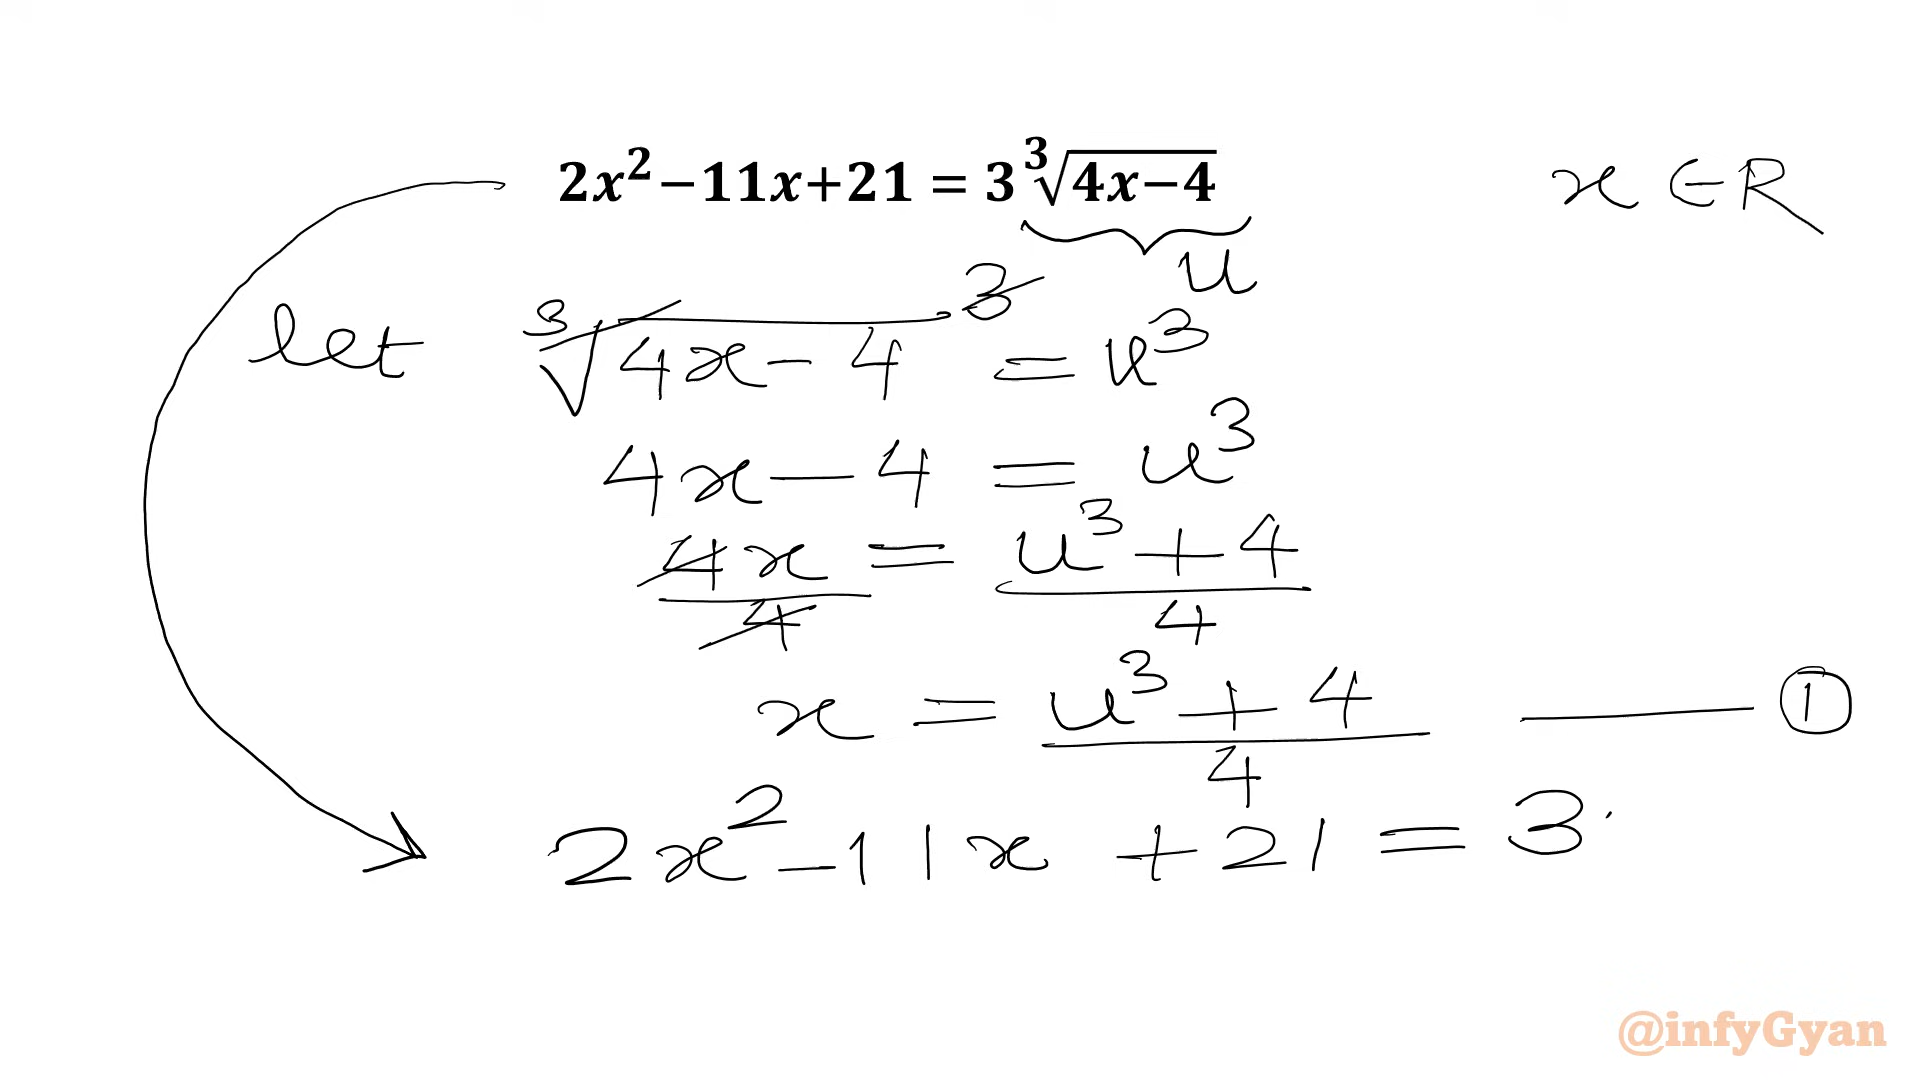 2x²−11x+21 = 3∛(4x−4) x ∈ R
u
let ∛(4x−4)³ = u³
4x − 4 = u³
4x/4 = (u³+4)/4
x = (u³+4)/4 —— ①
2x² − 11x + 21 = 3·
@infyGyan